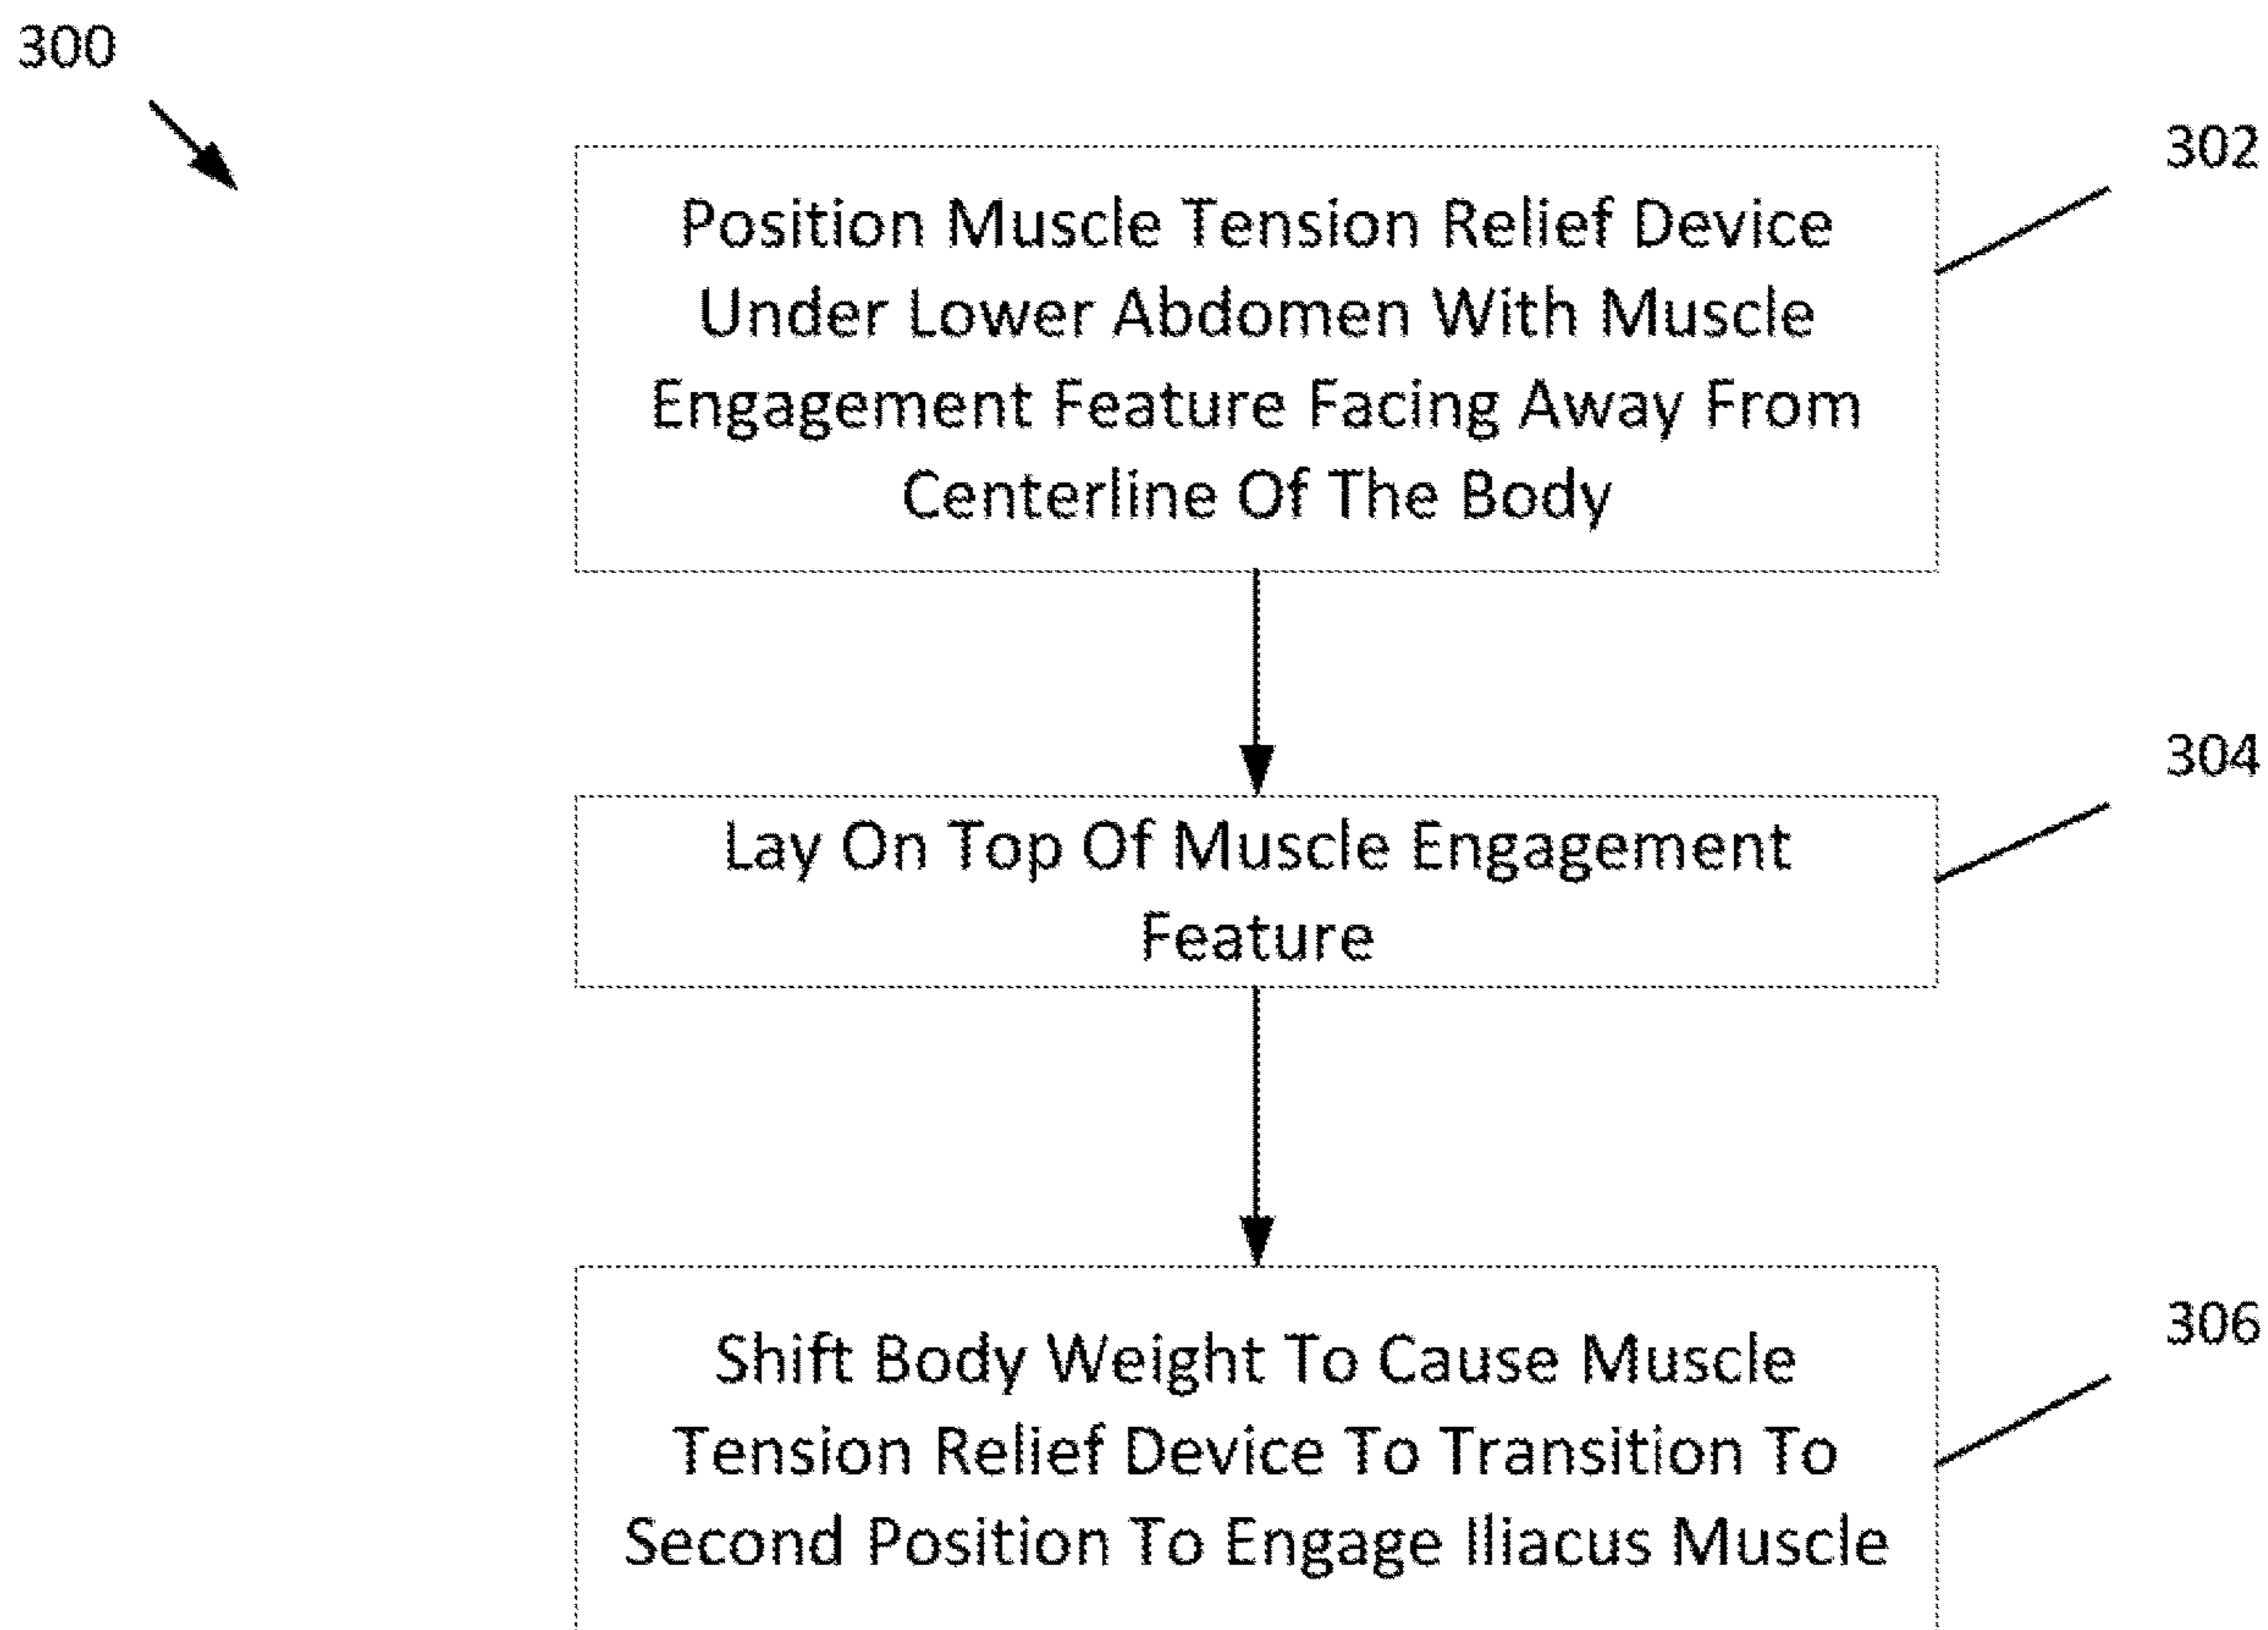 300
302
Position Muscle Tension Relief Device
Under Lower Abdomen With Muscle
Engagement Feature Facing Away From
Centerline Of The Body
304
Lay On Top Of Muscle Engagement
Feature
306
Shift Body Weight To Cause Muscle
Tension Relief Device To Transition To
Second Position To Engage Iliacus Muscle